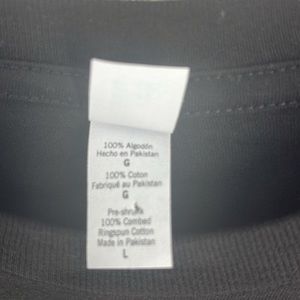 100% Algodón
Hecho en Pakistan
G
100% Coton
Fabriqué au Pakistan
G
Pre-shrunk
100% Combed
Ringspun Cotton
Made in Pakistan
L